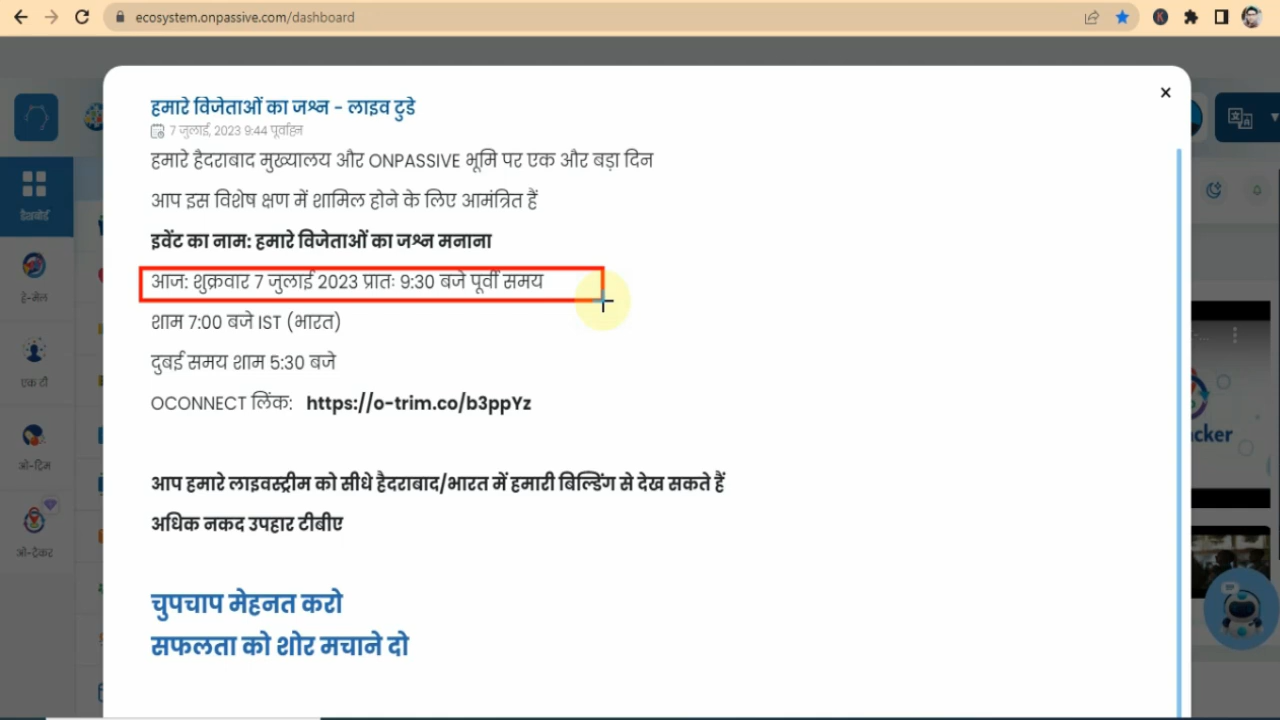 ecosystem.onpassive.com/dashboard
हमारे विजेताओं का जश्न - लाइव टुडे
7 जुलाई, 2023 9:44 पूर्वाह्न
हमारे हैदराबाद मुख्यालय और ONPASSIVE भूमि पर एक और बड़ा दिन
आप इस विशेष क्षण में शामिल होने के लिए आमंत्रित हैं
इवेंट का नाम: हमारे विजेताओं का जश्न मनाना
आज: शुक्रवार 7 जुलाई 2023 प्रातः 9:30 बजे पूर्वी समय
शाम 7:00 बजे IST (भारत)
दुबई समय शाम 5:30 बजे
OCONNECT लिंक: https://o-trim.co/b3ppYz
आप हमारे लाइवस्ट्रीम को सीधे हैदराबाद/भारत में हमारी बिल्डिंग से देख सकते हैं
अधिक नकद उपहार टीबीए
चुपचाप मेहनत करो
सफलता को शोर मचाने दो
डैशबोर्ड
हे-मेल
एक टी
ओ-ट्रिम
ओ-ट्रैकर
cker